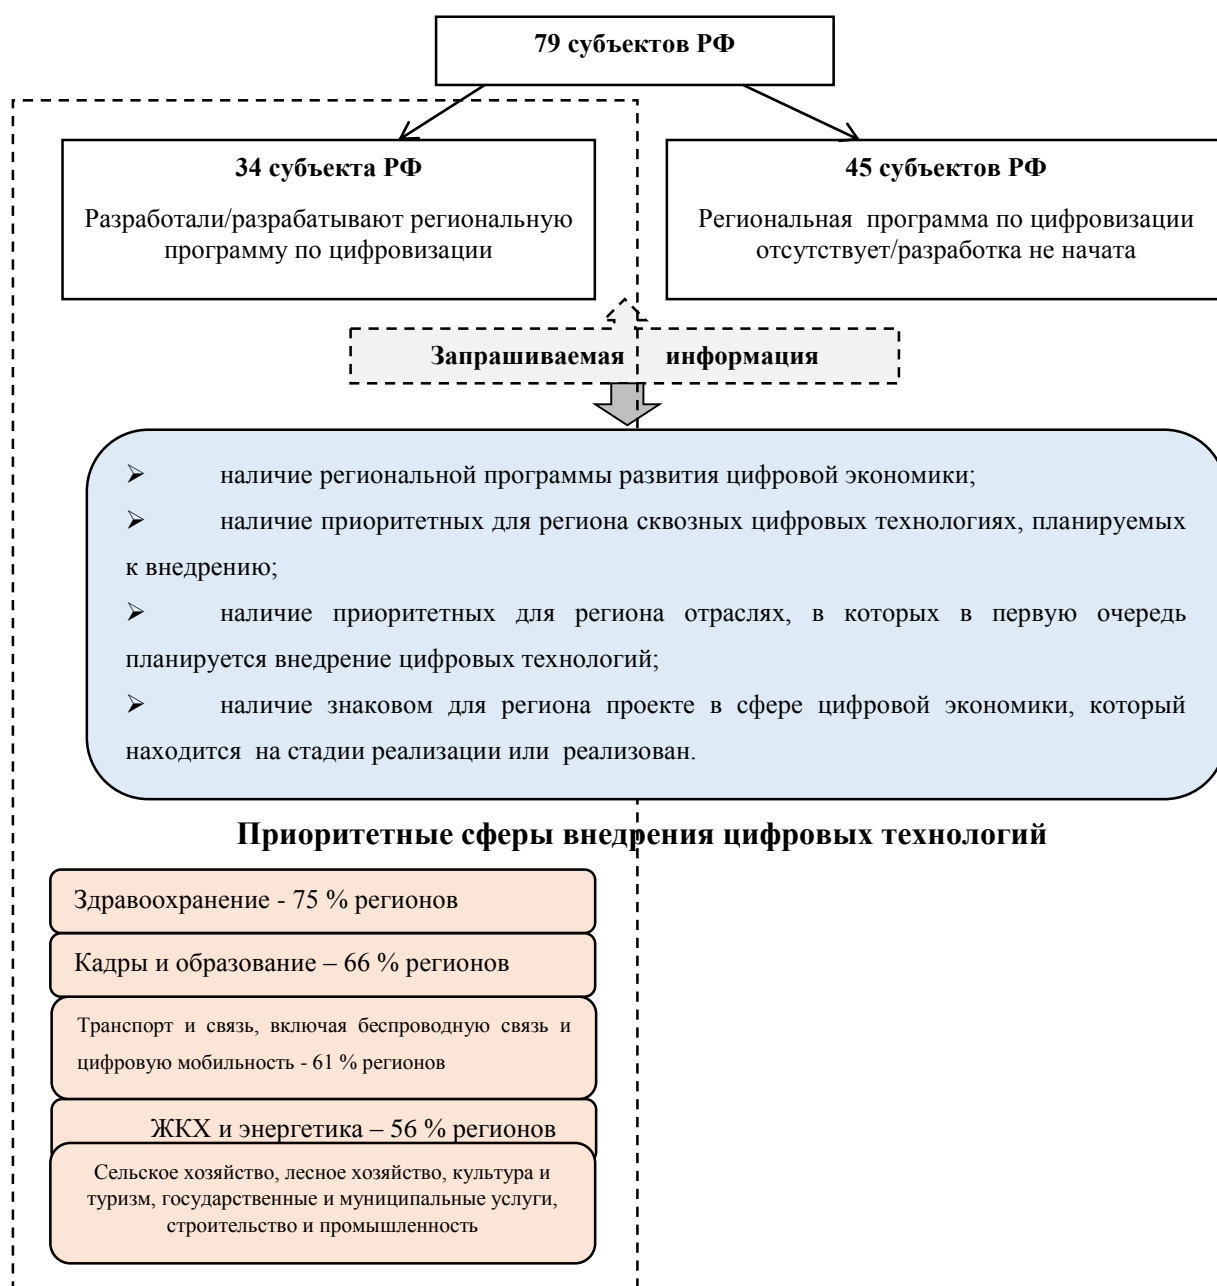 79 субъектов РФ
34 субъекта РФ
Разработали/разрабатывают региональную
программу по цифровизации
45 субъектов РФ
Региональная программа по цифровизации
отсутствует/разработка не начата
Запрашиваемая информация
➢ наличие региональной программы развития цифровой экономики;
➢ наличие приоритетных для региона сквозных цифровых технологиях, планируемых
к внедрению;
➢ наличие приоритетных для региона отраслях, в которых в первую очередь
планируется внедрение цифровых технологий;
➢ наличие знаковом для региона проекте в сфере цифровой экономики, который
находится на стадии реализации или реализован.
Приоритетные сферы внедрения цифровых технологий
Здравоохранение - 75 % регионов
Кадры и образование – 66 % регионов
Транспорт и связь, включая беспроводную связь и
цифровую мобильность - 61 % регионов
ЖКХ и энергетика – 56 % регионов
Сельское хозяйство, лесное хозяйство, культура и
туризм, государственные и муниципальные услуги,
строительство и промышленность